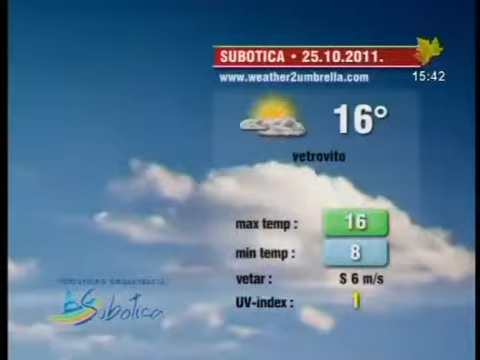 SUBOTICA • 25.10.2011.
www.weather2umbrella.com
15:42
16°
vetrovito
max temp : 16
min temp : 8
vetar : S 6 m/s
UV-index : 1
Subotica